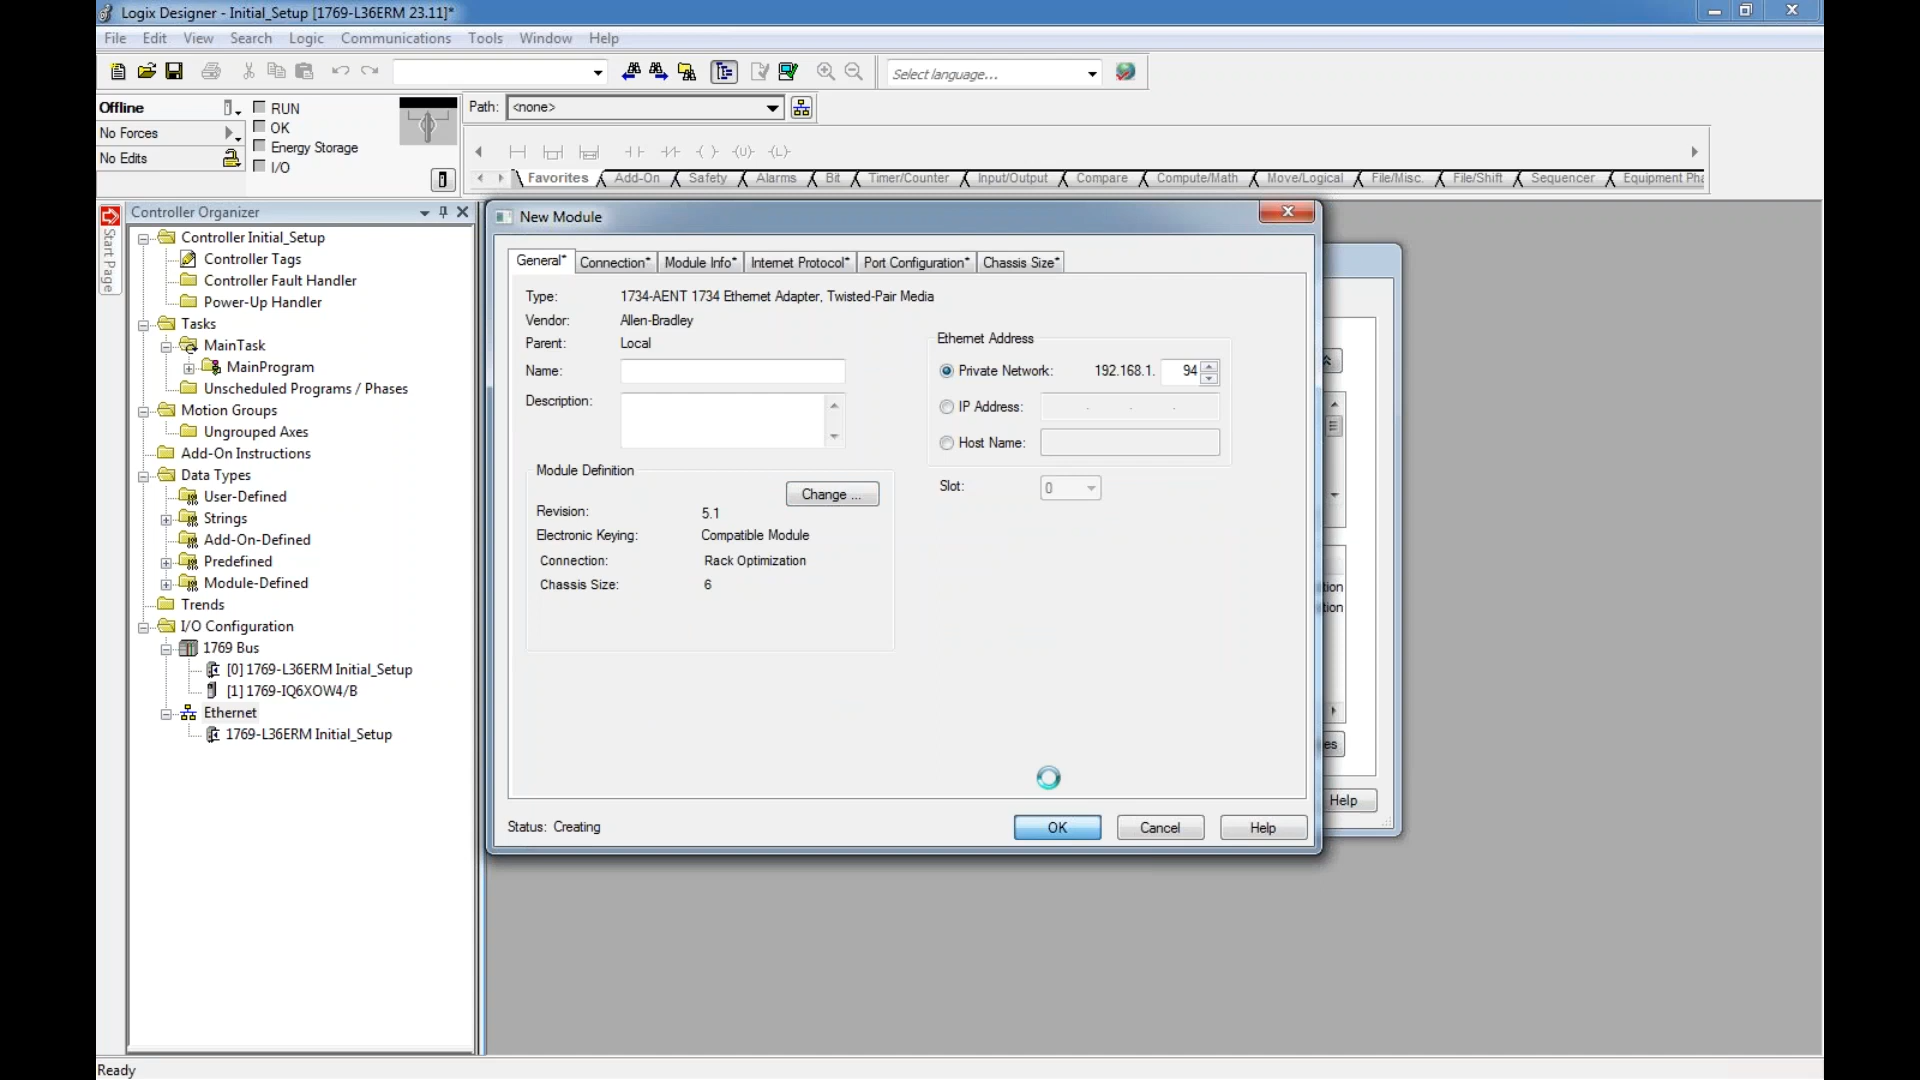 Logix Designer - Initial_Setup [1769-L36ERM 23.11]*
File Edit View Search Logic Communications Tools Window Help
Select language...
Offline
No Forces
No Edits
RUN
OK
Energy Storage
I/O
Path: <none>
Favorites Add-On Safety Alarms Bit Timer/Counter Input/Output Compare Compute/Math Move/Logical File/Misc. File/Shift Sequencer Equipment Pha
Start Page
Controller Organizer
Controller Initial_Setup
Controller Tags
Controller Fault Handler
Power-Up Handler
Tasks
MainTask
MainProgram
Unscheduled Programs / Phases
Motion Groups
Ungrouped Axes
Add-On Instructions
Data Types
User-Defined
Strings
Add-On-Defined
Predefined
Module-Defined
Trends
I/O Configuration
1769 Bus
[0] 1769-L36ERM Initial_Setup
[1] 1769-IQ6XOW4/B
Ethernet
1769-L36ERM Initial_Setup
New Module
General* Connection* Module Info* Internet Protocol* Port Configuration* Chassis Size*
Type: 1734-AENT 1734 Ethernet Adapter, Twisted-Pair Media
Vendor: Allen-Bradley
Parent: Local
Name:
Description:
Ethernet Address
Private Network: 192.168.1. 94
IP Address: . . .
Host Name:
Slot: 0
Module Definition
Change ...
Revision: 5.1
Electronic Keying: Compatible Module
Connection: Rack Optimization
Chassis Size: 6
Status: Creating
OK Cancel Help
tion
tion
es
Help
Ready